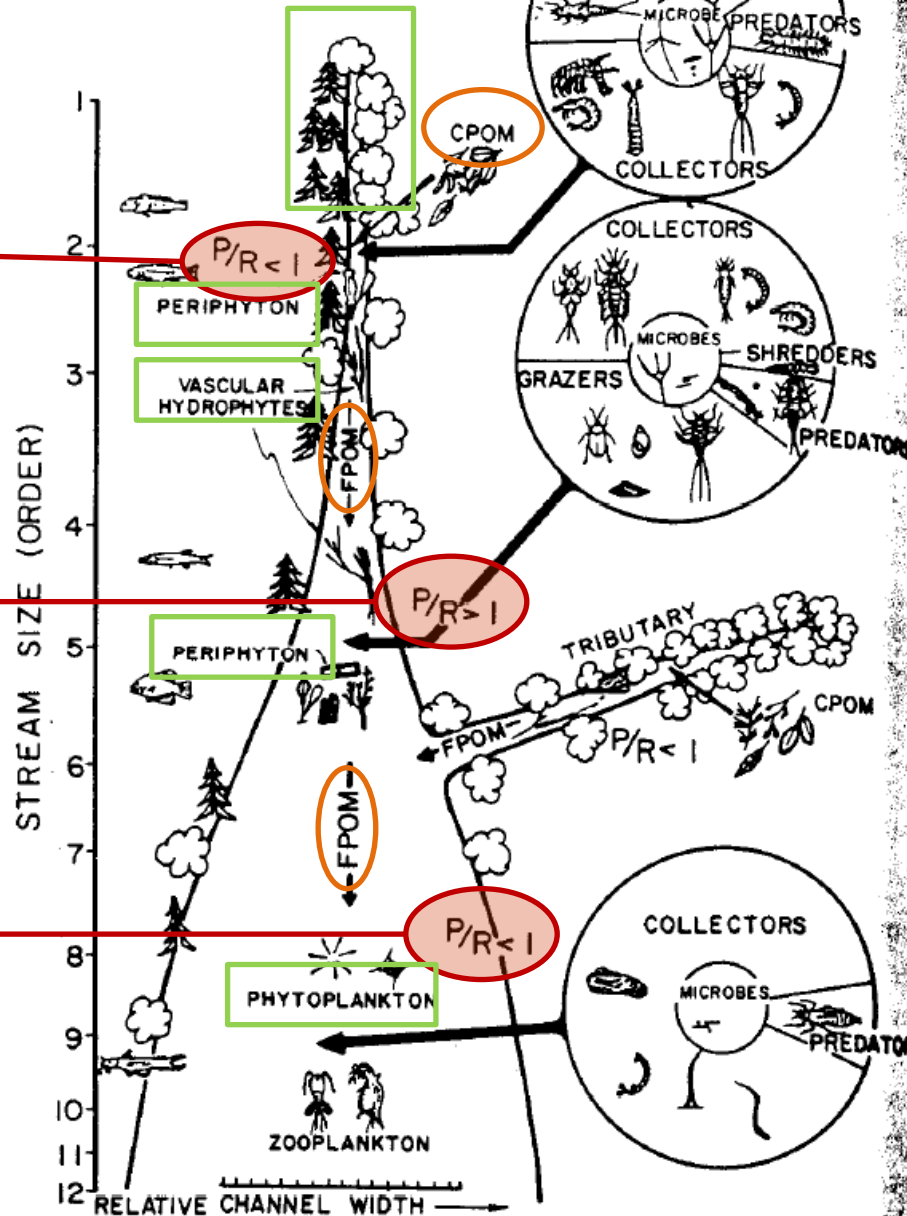 MICROBE
PREDATORS
COLLECTORS
1
CPOM
2
P/R < 1
2
PERIPHYTON
3
VASCULAR
HYDROPHYTES
FPOM
4
COLLECTORS
MICROBES
SHREDDERS
GRAZERS
PREDATORS
STREAM SIZE (ORDER)
P/R > 1
5
PERIPHYTON
TRIBUTARY
CPOM
FPOM
P/R < 1
6
FPOM
7
P/R < 1
8
PHYTOPLANKTON
COLLECTORS
MICROBES
PREDATO
9
10
ZOOPLANKTON
11
12
RELATIVE CHANNEL WIDTH